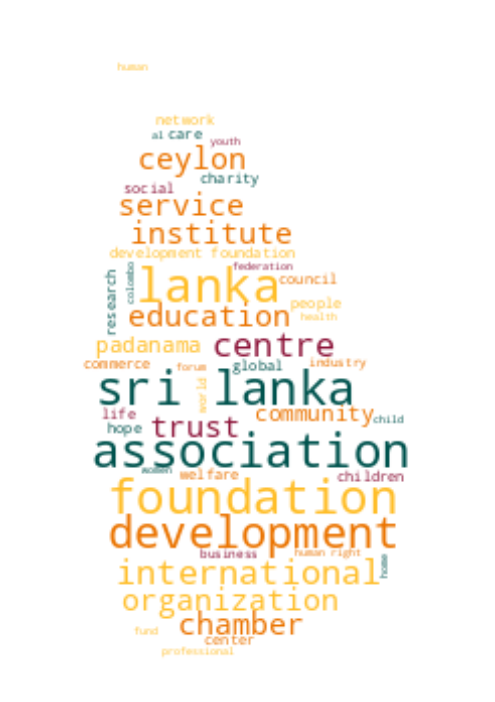 human
network
al care
youth
ceylon
charity
social
service
institute
development foundation
federation
colombo
research
lanka
council
people
education
health
padanama
centre
commerce
forum
global
industry
world
sri lanka
life
community
child
hope
trust
association
women
welfare
children
foundation
development
business
human right
home
international
organization
chamber
fund
center
professional